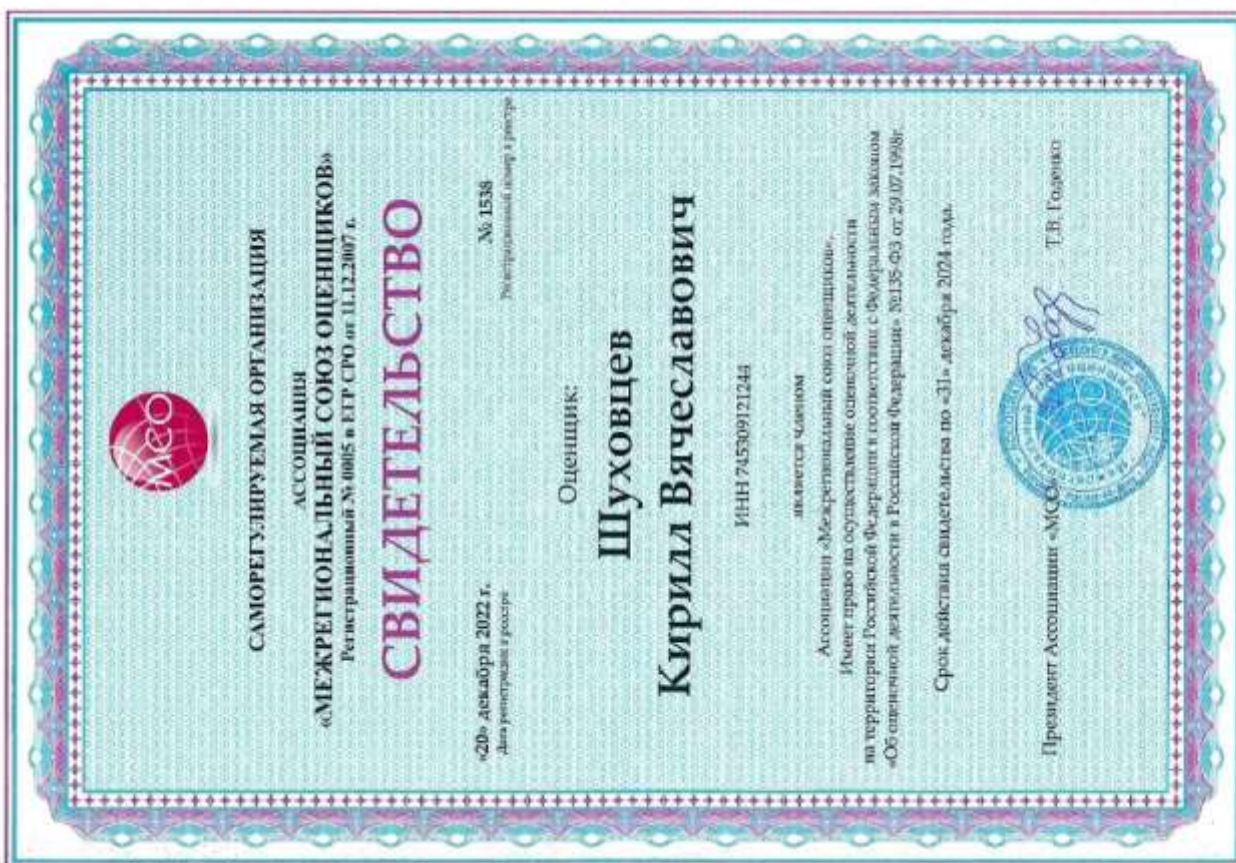 МСО
САМОРЕГУЛИРУЕМАЯ ОРГАНИЗАЦИЯ
АССОЦИАЦИЯ
«МЕЖРЕГИОНАЛЬНЫЙ СОЮЗ ОЦЕНЩИКОВ»
Регистрационный № 0005 в ЕГР СРО от 11.12.2007 г.
СВИДЕТЕЛЬСТВО
«20» декабря 2022 г. № 1538
Дата регистрации в реестре Регистрационный номер в реестре
Оценщик:
Шуховцев
Кирилл Вячеславович
ИНН 745309121244
является членом
Ассоциации «Межрегиональный союз оценщиков».
Имеет право на осуществление оценочной деятельности
на территории Российской Федерации в соответствии с Федеральным законом
«Об оценочной деятельности в Российской Федерации» №135-ФЗ от 29.07.1998г.
Срок действия свидетельства по «31» декабря 2024 года.
Президент Ассоциации «МСО» Т.В. Годенко